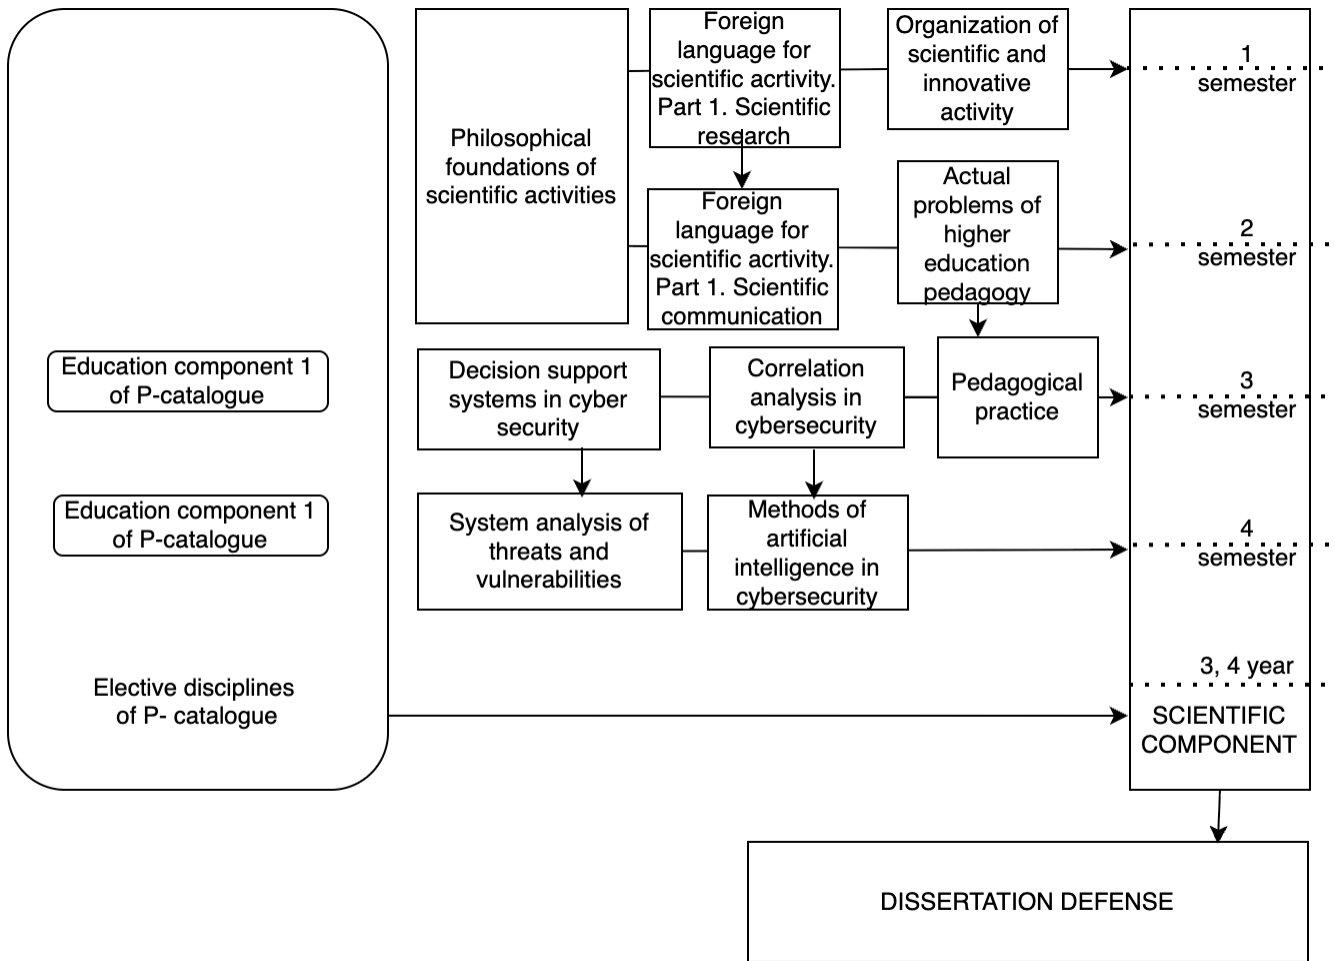 Philosophical
foundations of
scientific activities
Foreign
language for
scientific acrtivity.
Part 1. Scientific
research
Organization of
scientific and
innovative
activity
1
semester
Foreign
language for
scientific acrtivity.
Part 1. Scientific
communication
Actual
problems of
higher
education
pedagogy
2
semester
Education component 1
of P-catalogue
Decision support
systems in cyber
security
Correlation
analysis in
cybersecurity
Pedagogical
practice
3
semester
Education component 1
of P-catalogue
System analysis of
threats and
vulnerabilities
Methods of
artificial
intelligence in
cybersecurity
4
semester
Elective disciplines
of P- catalogue
3, 4 year
SCIENTIFIC
COMPONENT
DISSERTATION DEFENSE